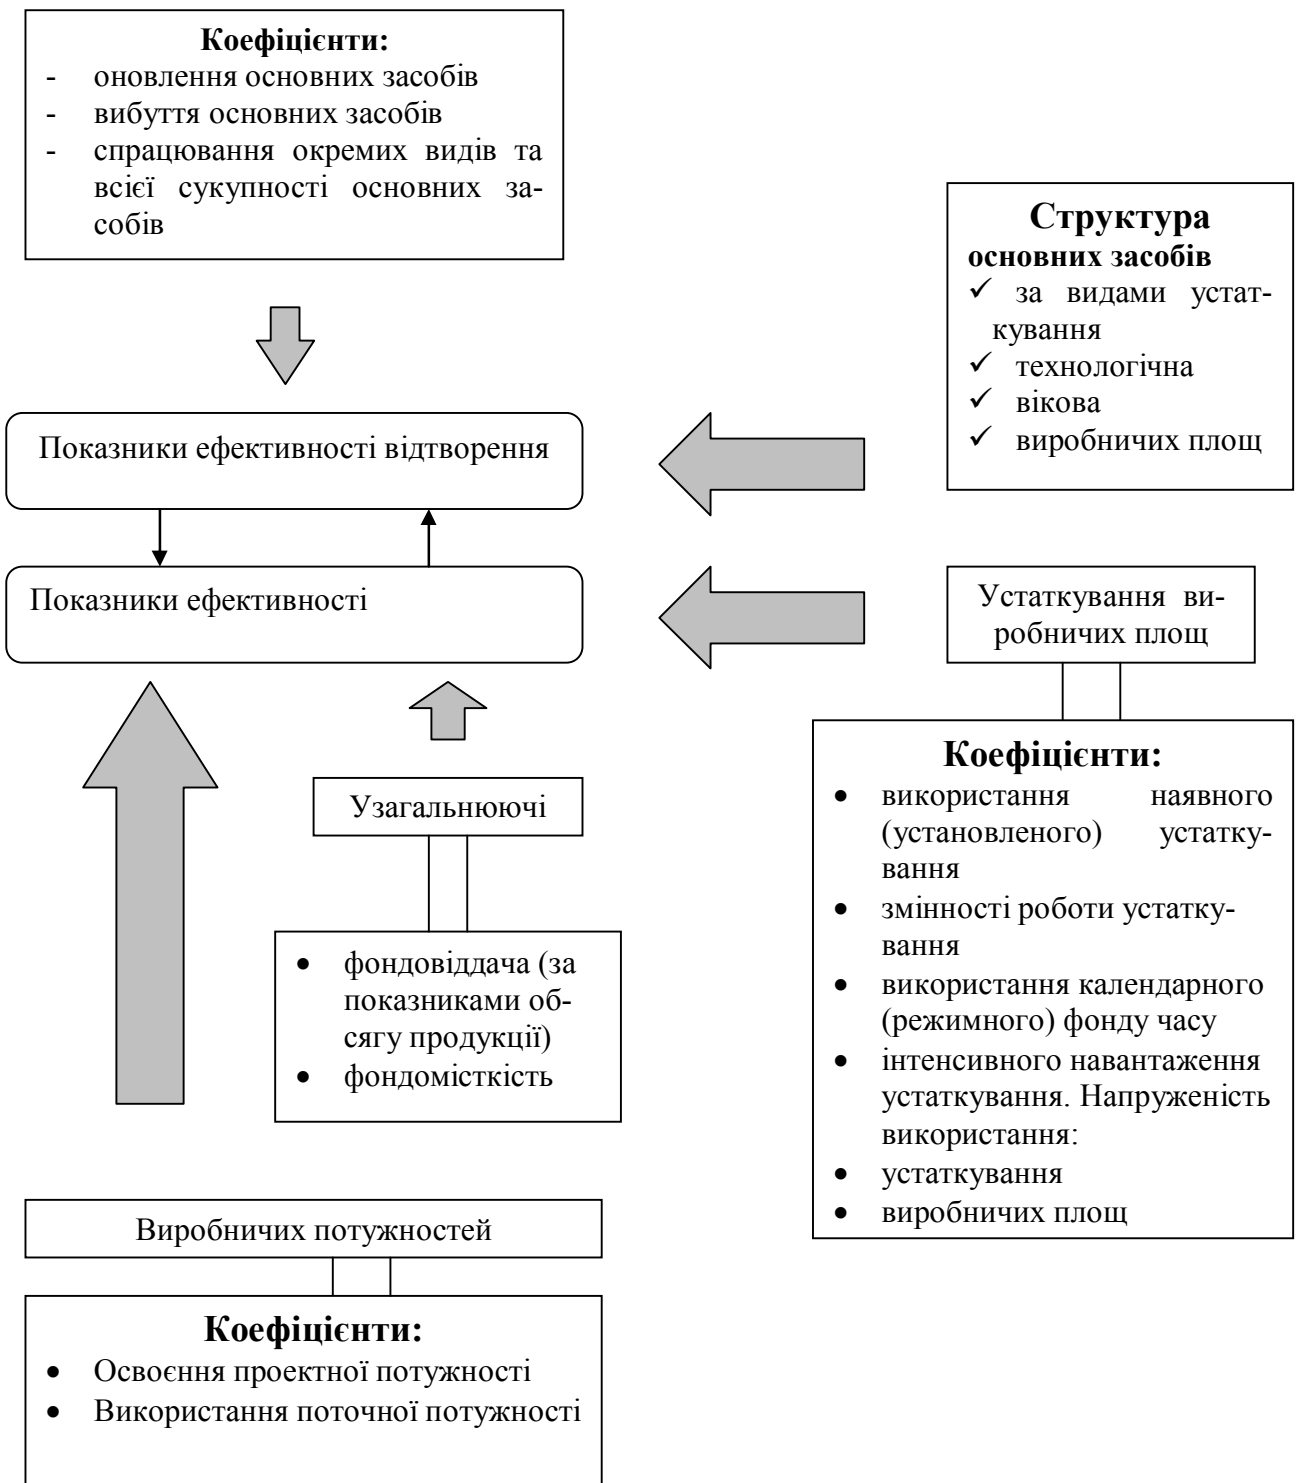 Коефіцієнти:
- оновлення основних засобів
- вибуття основних засобів
- спрацювання окремих видів та
всієї сукупності основних за-
собів
Структура
основних засобів
✓ за видами устат-
кування
✓ технологічна
✓ вікова
✓ виробничих площ
Показники ефективності відтворення
Показники ефективності
Устаткування ви-
робничих площ
Коефіцієнти:
• використання наявного
(установленого) устатку-
вання
• змінності роботи устатку-
вання
• використання календарного
(режимного) фонду часу
• інтенсивного навантаження
устаткування. Напруженість
використання:
• устаткування
• виробничих площ
Узагальнюючі
• фондовіддача (за
показниками об-
сягу продукції)
• фондомісткість
Виробничих потужностей
Коефіцієнти:
• Освоєння проектної потужності
• Використання поточної потужності